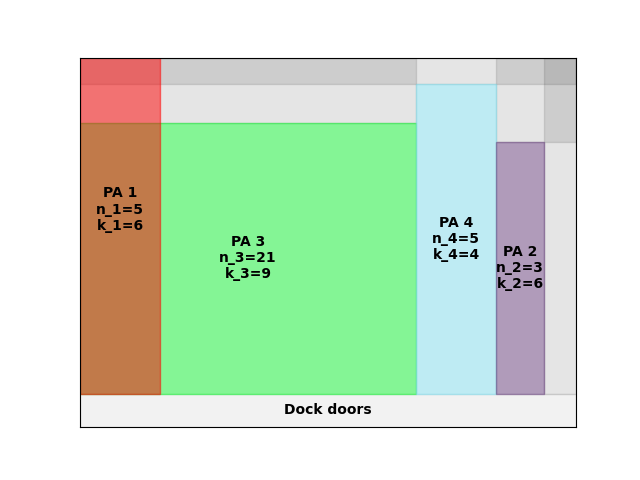 PA 1
n_1=5
k_1=6
PA 3
n_3=21
k_3=9
PA 4
n_4=5
k_4=4
PA 2
n_2=3
k_2=6
Dock doors